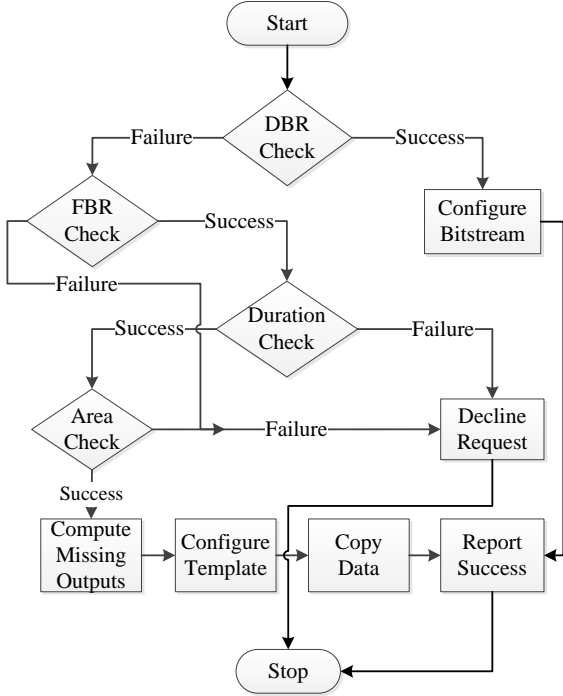 Start
DBR
Check
Failure
Success
FBR
Check
Success
Configure
Bitstream
Failure
Duration
Check
Success
Failure
Area
Check
Failure
Decline
Request
Success
Compute
Missing
Outputs
Configure
Template
Copy
Data
Report
Success
Stop